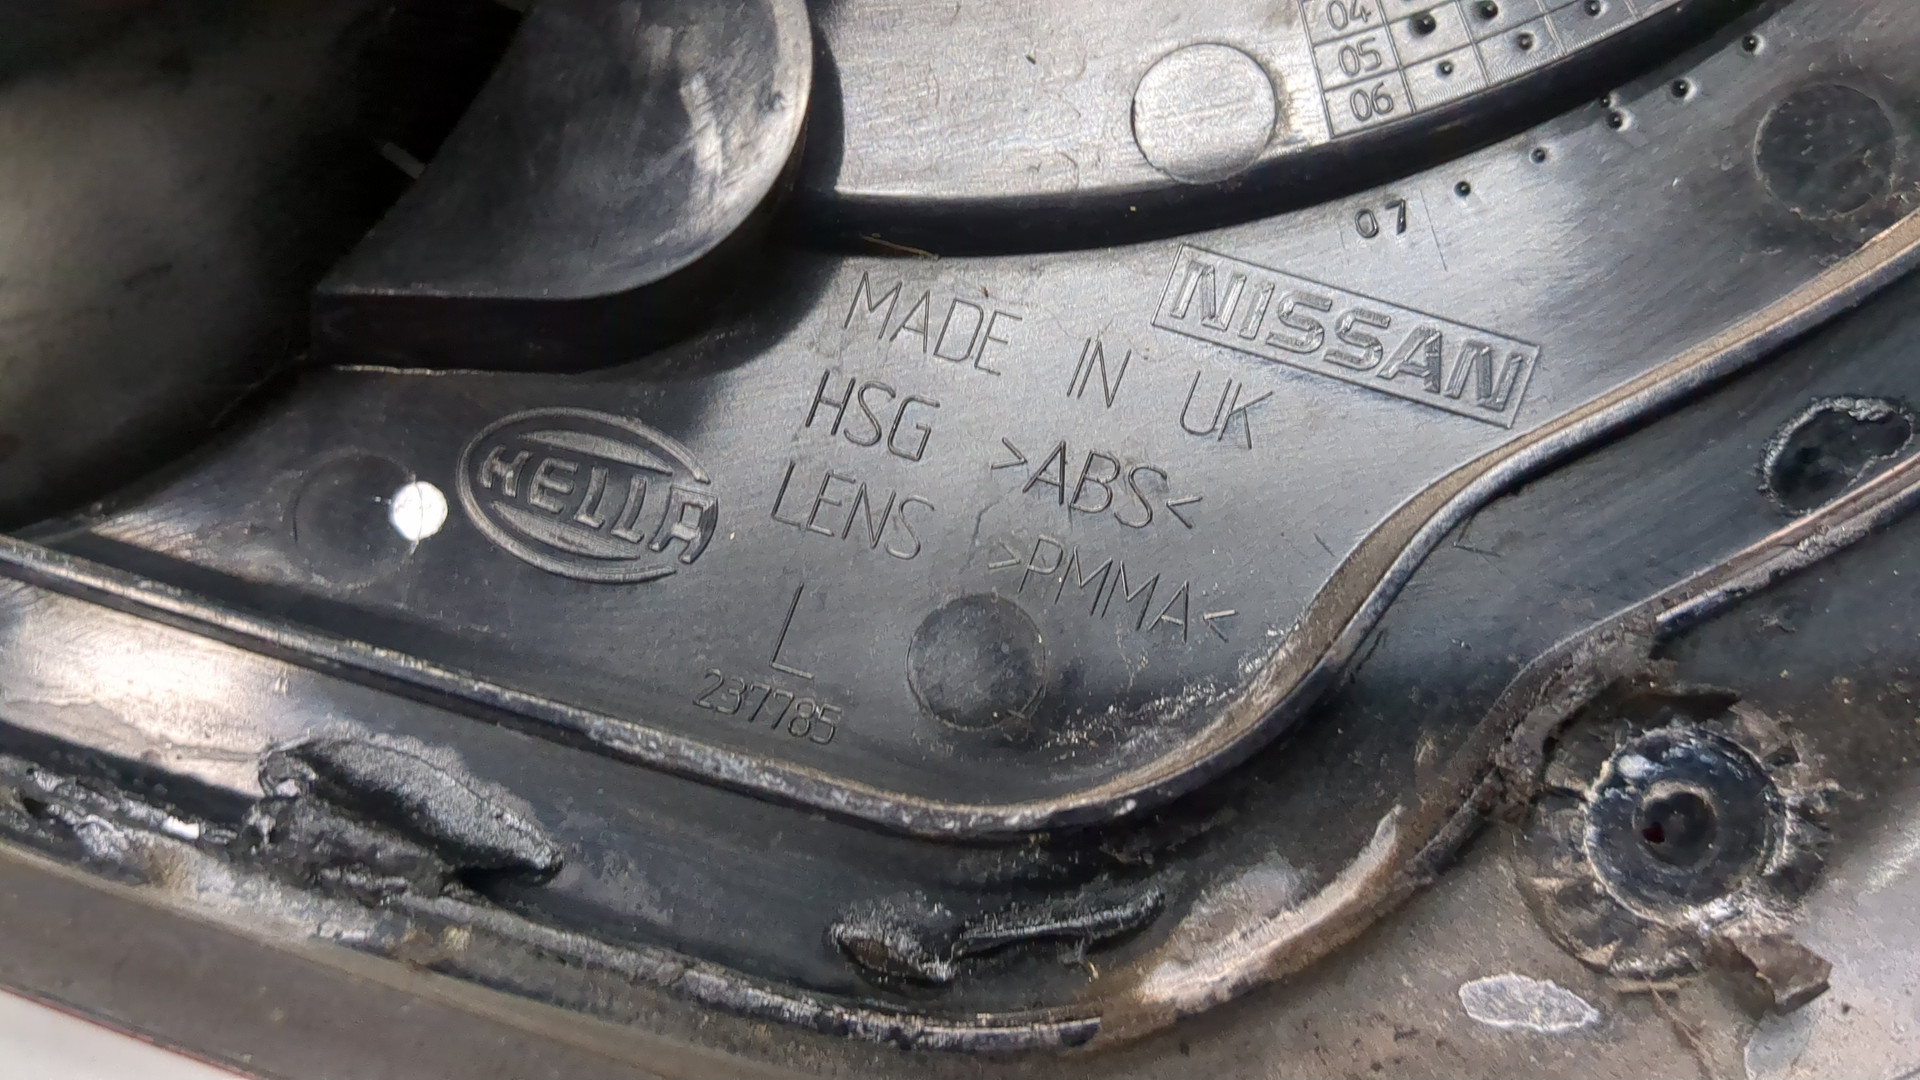 04
05
06
07
NISSAN
MADE IN UK
HSG >ABS<
LENS >PMMA<
HELLA
L
237785